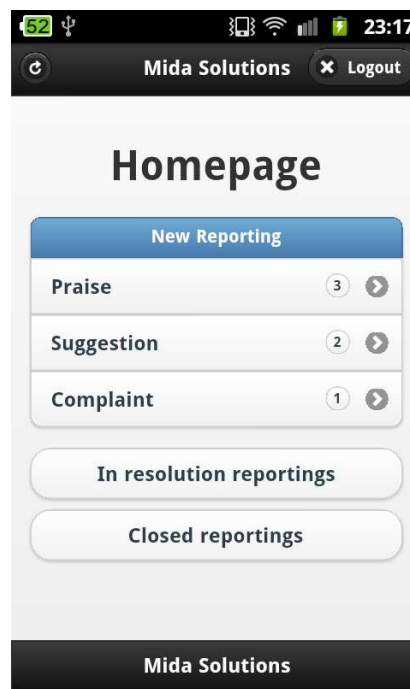 52 23:17
Mida Solutions Logout
Homepage
New Reporting
Praise 3
Suggestion 2
Complaint 1
In resolution reportings
Closed reportings
Mida Solutions